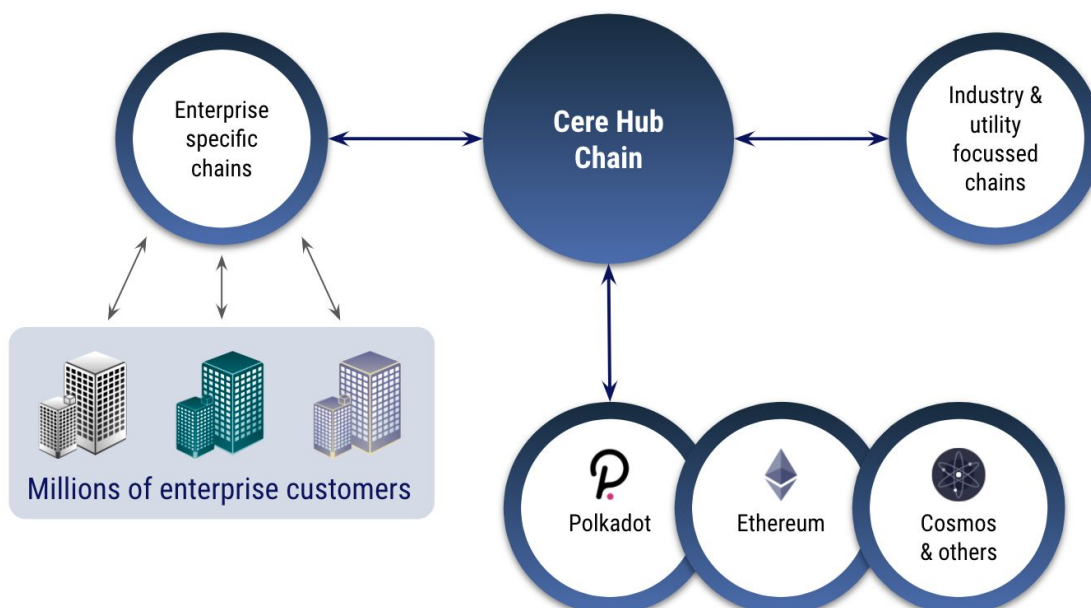 Enterprise
specific
chains
Cere Hub
Chain
Industry &
utility
focussed
chains
Millions of enterprise customers
Polkadot
Ethereum
Cosmos
& others